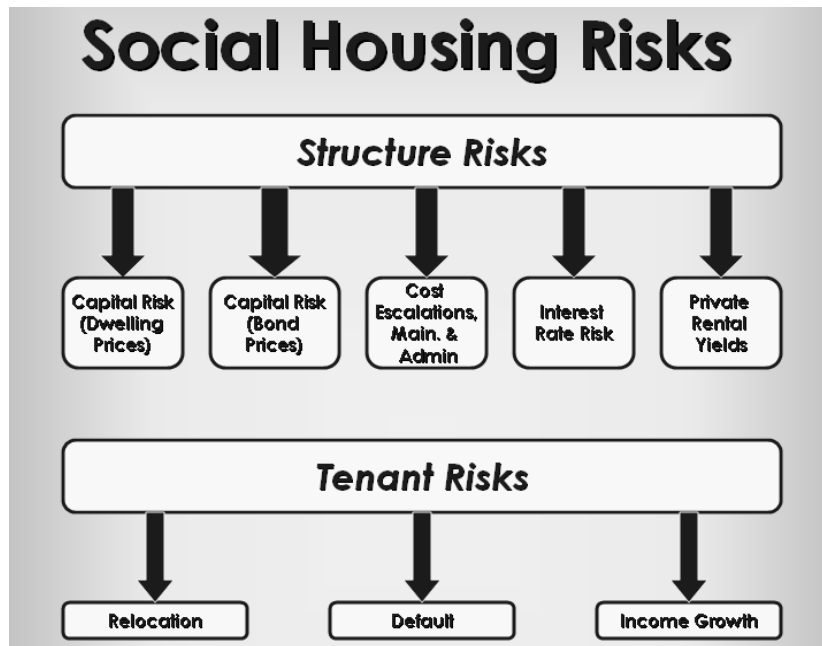 Social Housing Risks
Structure Risks
Capital Risk
(Dwelling
Prices)
Capital Risk
(Bond
Prices)
Cost
Escalations,
Main. &
Admin
Interest
Rate Risk
Private
Rental
Yields
Tenant Risks
Relocation
Default
Income Growth